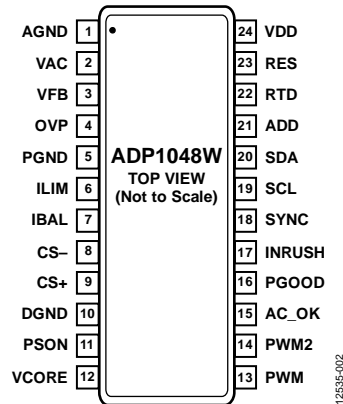 AGND 1
VAC 2
VFB 3
OVP 4
PGND 5
ILIM 6
IBAL 7
CS– 8
CS+ 9
DGND 10
PSON 11
VCORE 12
ADP1048W
TOP VIEW
(Not to Scale)
24 VDD
23 RES
22 RTD
21 ADD
20 SDA
19 SCL
18 SYNC
17 INRUSH
16 PGOOD
15 AC_OK
14 PWM2
13 PWM
12535-002